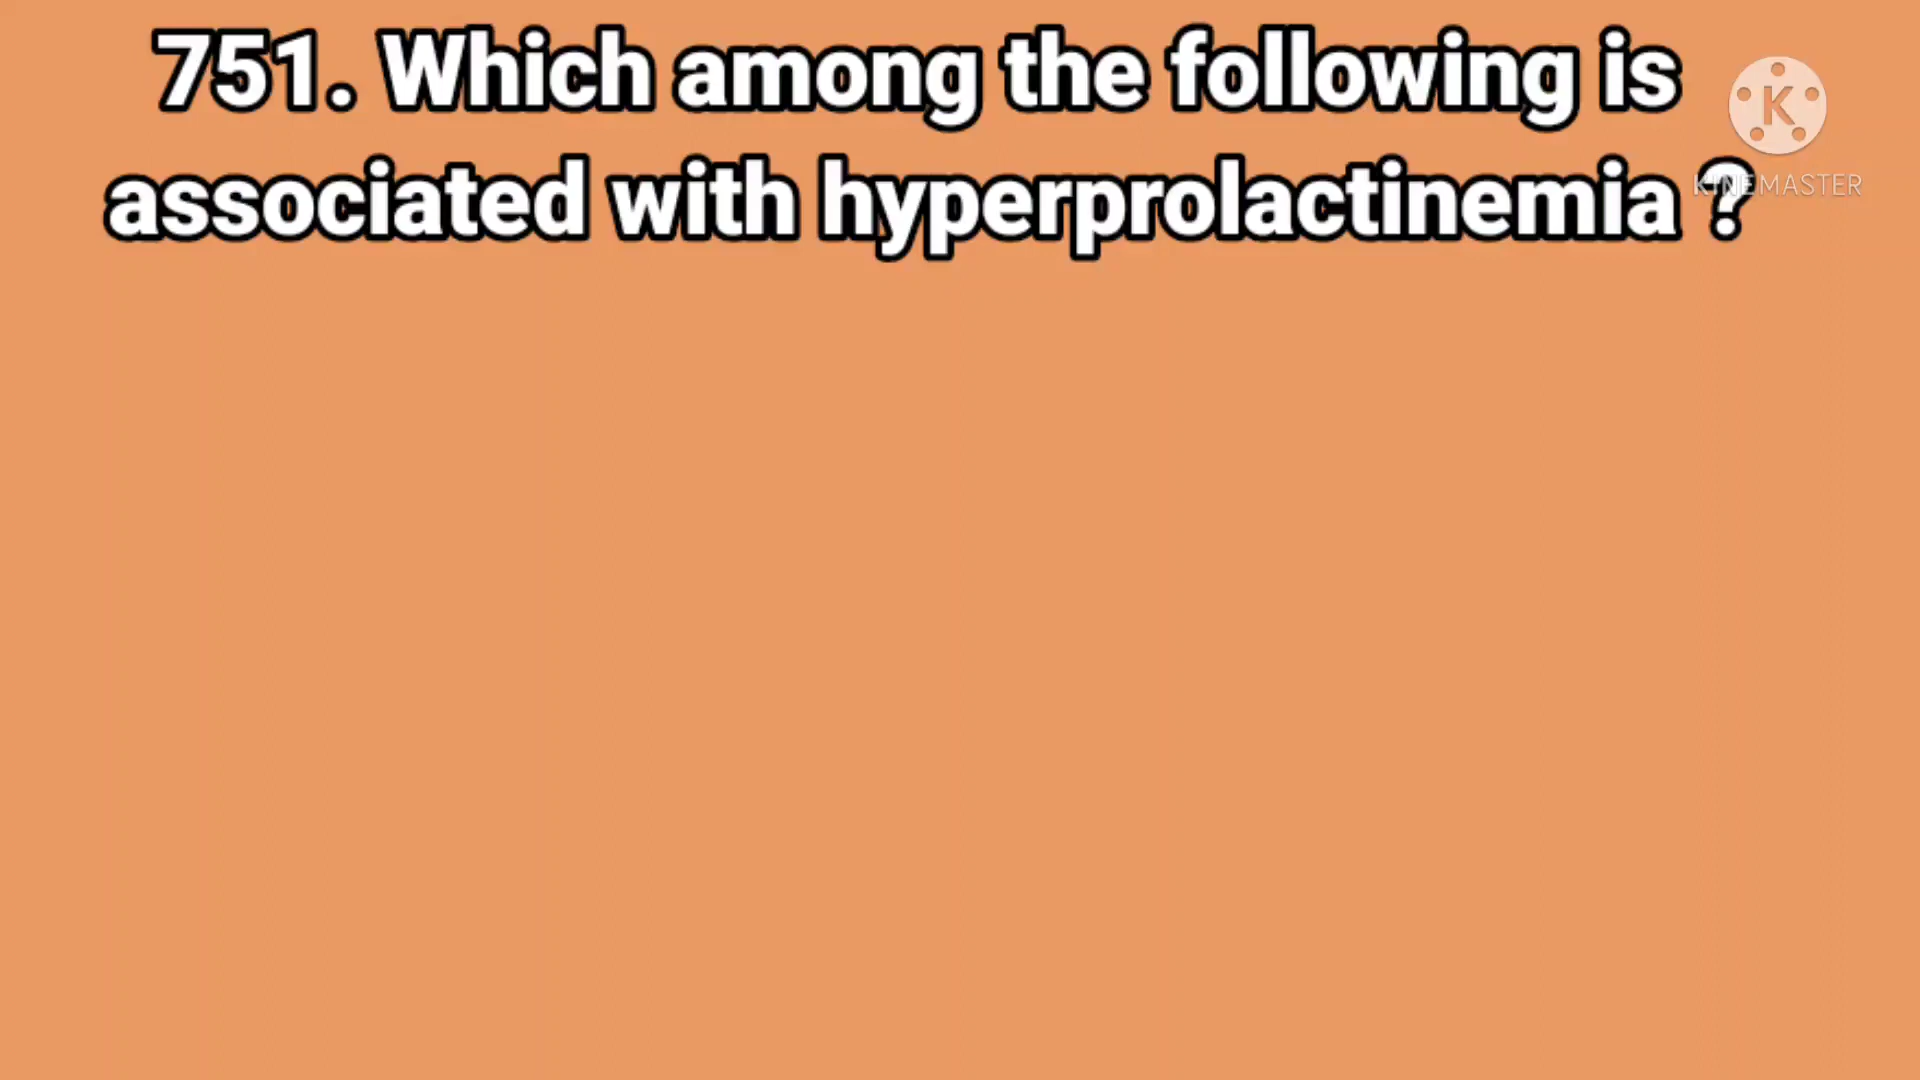 751. Which among the following is
associated with hyperprolactinemia ?
K
KINEMASTER